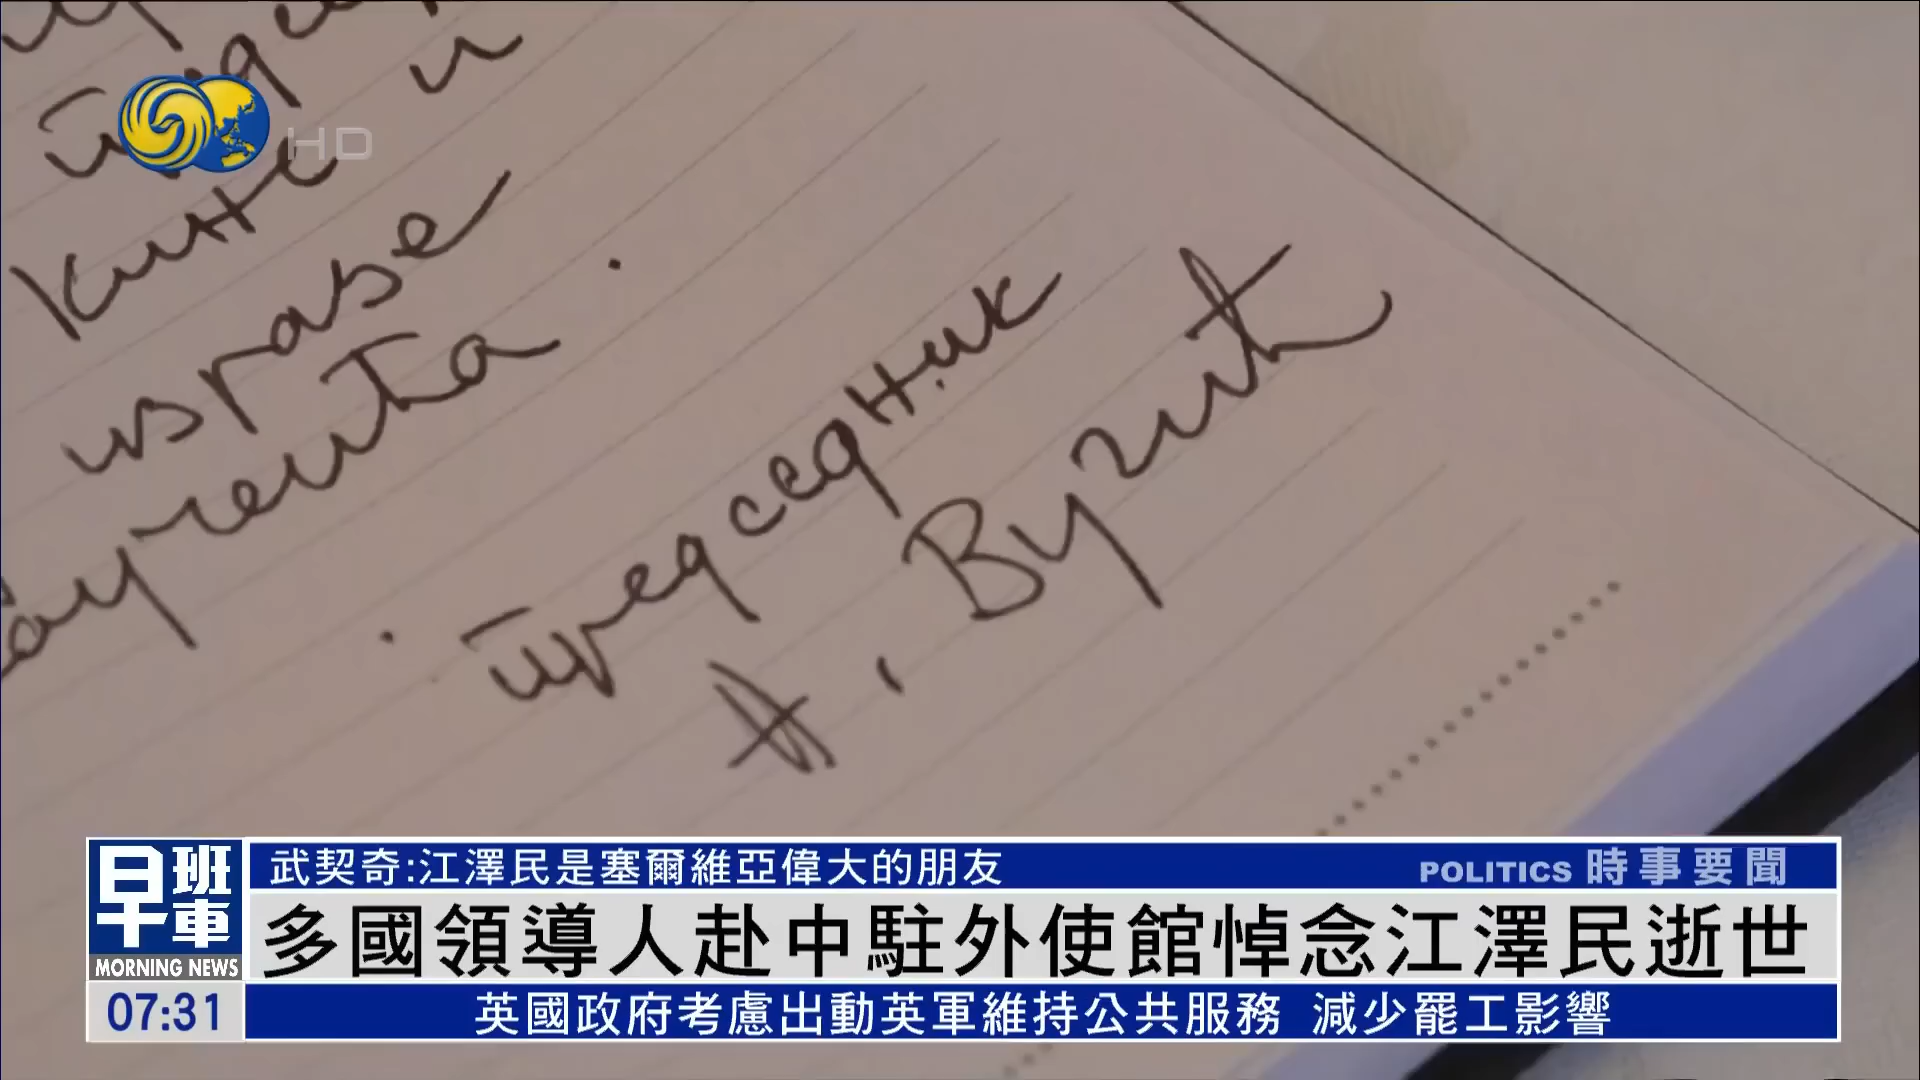 HD
председник
А. Вучић
早班車
MORNING NEWS
07:31
武契奇:江澤民是塞爾維亞偉大的朋友
POLITICS 時事要聞
多國領導人赴中駐外使館悼念江澤民逝世
英國政府考慮出動英軍維持公共服務 減少罷工影響